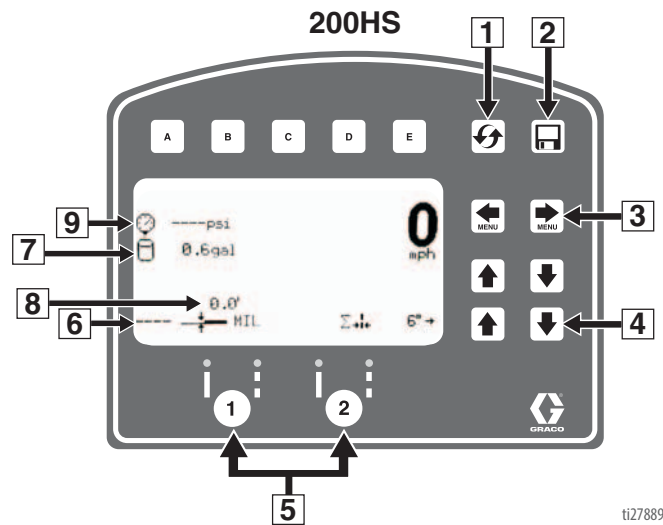 200HS
1
2
A B C D E
9
----psi
0
MENU
MENU
3
7
0.6gal
mph
8
0.0'
6
---- MIL
Σ
6"→
4
1
2
GRACO
5
ti27889